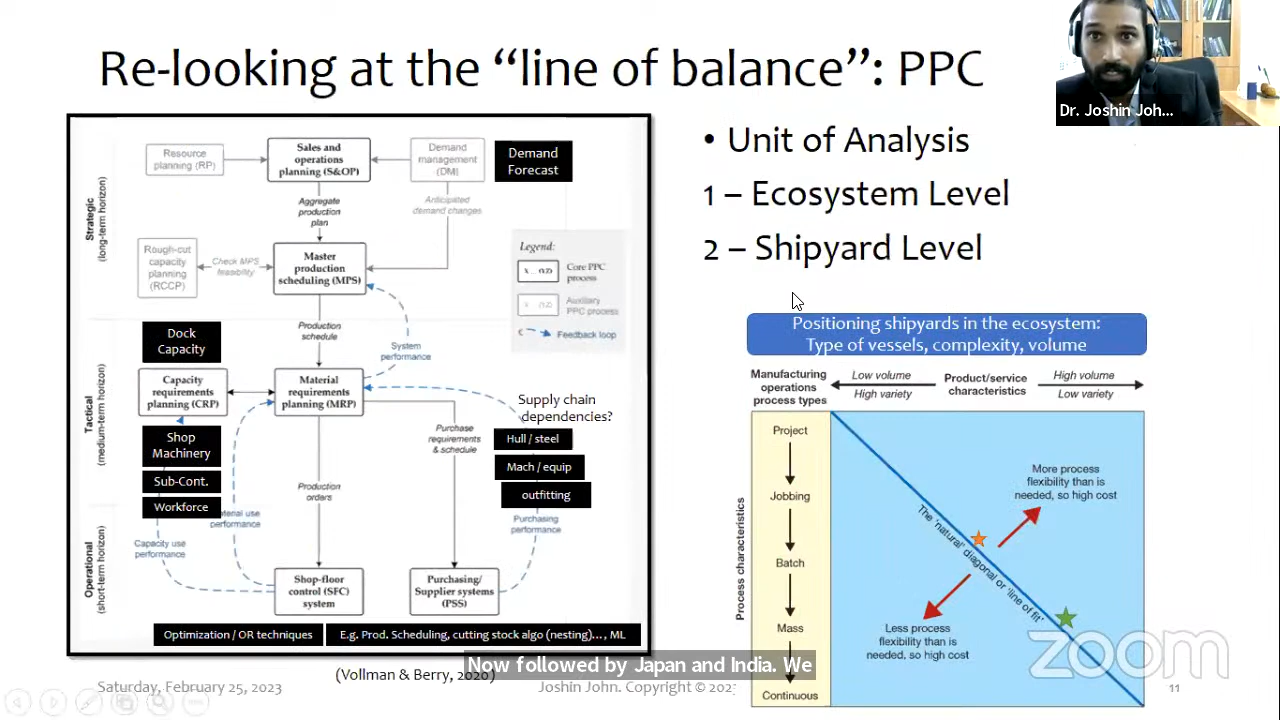 Re-looking at the “line of balance”: PPC
Dr. Joshin Joh...
Strategic
(long-term horizon)
Resource
planning (RP)
Sales and
operations
planning (S&OP)
Demand
management
(DM)
Demand
Forecast
Aggregate
production
plan
Anticipated
demand changes
Rough-cut
capacity
planning
(RCCP)
Check MPS
feasibility
Master
production
scheduling (MPS)
Legend:
Core PPC
process
Auxiliary
PPC process
Feedback loop
Tactical
(medium-term horizon)
Dock
Capacity
Production
schedule
System
performance
Capacity
requirements
planning (CRP)
Material
requirements
planning (MRP)
Supply chain
dependencies?
Shop
Machinery
Sub-Cont.
Workforce
Purchase
requirements
& schedule
Hull / steel
Mach / equip
outfitting
Production
orders
performance
Purchasing
performance
Operational
(short-term horizon)
Capacity use
performance
Shop-floor
control (SFC)
system
Purchasing/
Supplier systems
(PSS)
Optimization / OR techniques
E.g. Prod. Scheduling, cutting stock algo (nesting)..., ML
(Vollman & Berry, 2020)
• Unit of Analysis
1 – Ecosystem Level
2 – Shipyard Level
Positioning shipyards in the ecosystem:
Type of vessels, complexity, volume
Manufacturing
operations
process types
Low volume
High variety
Product/service
characteristics
High volume
Low variety
Process characteristics
Project
Jobbing
Batch
Mass
Continuous
More process
flexibility than is
needed, so high cost
The ‘natural’ diagonal or ‘line of fit’
Less process
flexibility than is
needed, so high cost
zoom
Now followed by Japan and India. We
Saturday, February 25, 2023
Joshin John. Copyright ©
11